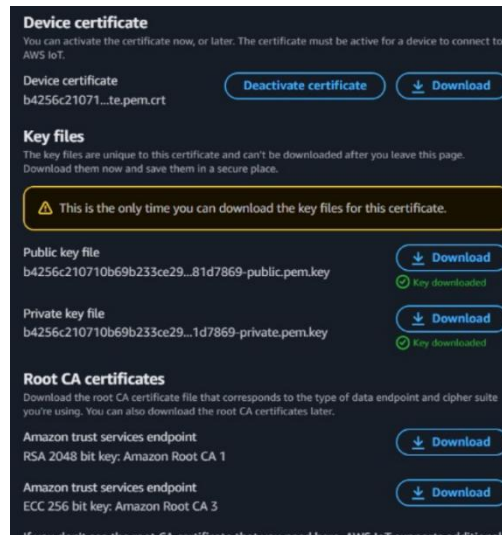 Device certificate
You can activate the certificate now, or later. The certificate must be active for a device to connect to
AWS IoT.
Device certificate
b4256c21071...te.pem.crt
Deactivate certificate
Download
Key files
The key files are unique to this certificate and can't be downloaded after you leave this page.
Download them now and save them in a secure place.
This is the only time you can download the key files for this certificate.
Public key file
b4256c210710b69b233ce29...81d7869-public.pem.key
Download
Key downloaded
Private key file
b4256c210710b69b233ce29...1d7869-private.pem.key
Download
Key downloaded
Root CA certificates
Download the root CA certificate file that corresponds to the type of data endpoint and cipher suite
you're using. You can also download the root CA certificates later.
Amazon trust services endpoint
RSA 2048 bit key: Amazon Root CA 1
Download
Amazon trust services endpoint
ECC 256 bit key: Amazon Root CA 3
Download